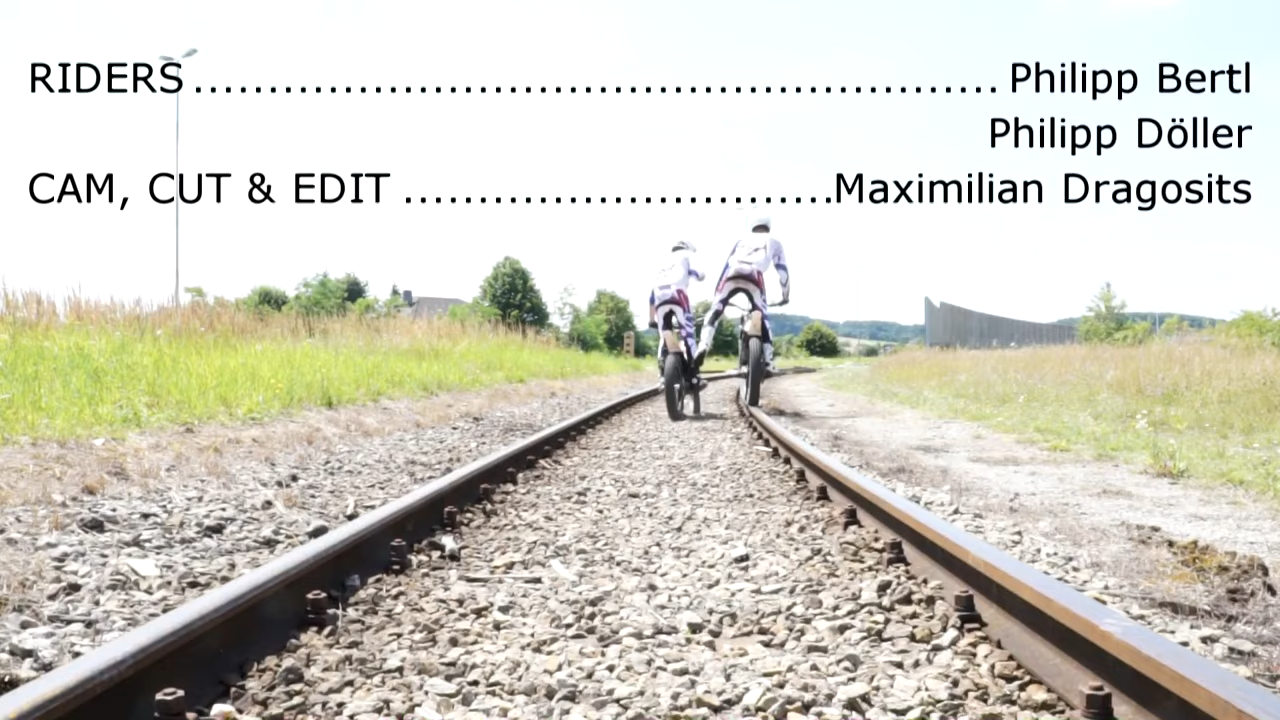 RIDERS ................................................. Philipp Bertl
Philipp Döller
CAM, CUT & EDIT ............................Maximilian Dragosits